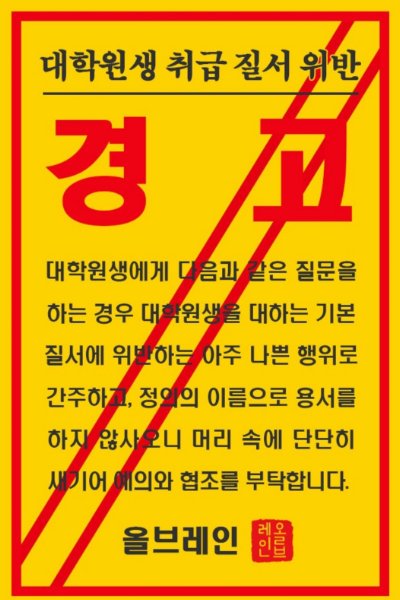 대학원생 취급 질서 위반
경 고
대학원생에게 다음과 같은 질문을
하는 경우 대학원생을 대하는 기본
질서에 위반하는 아주 나쁜 행위로
간주하고, 정의의 이름으로 용서를
하지 않사오니 머리 속에 단단히
새기어 예의와 협조를 부탁합니다.
올브레인
오르브
레인